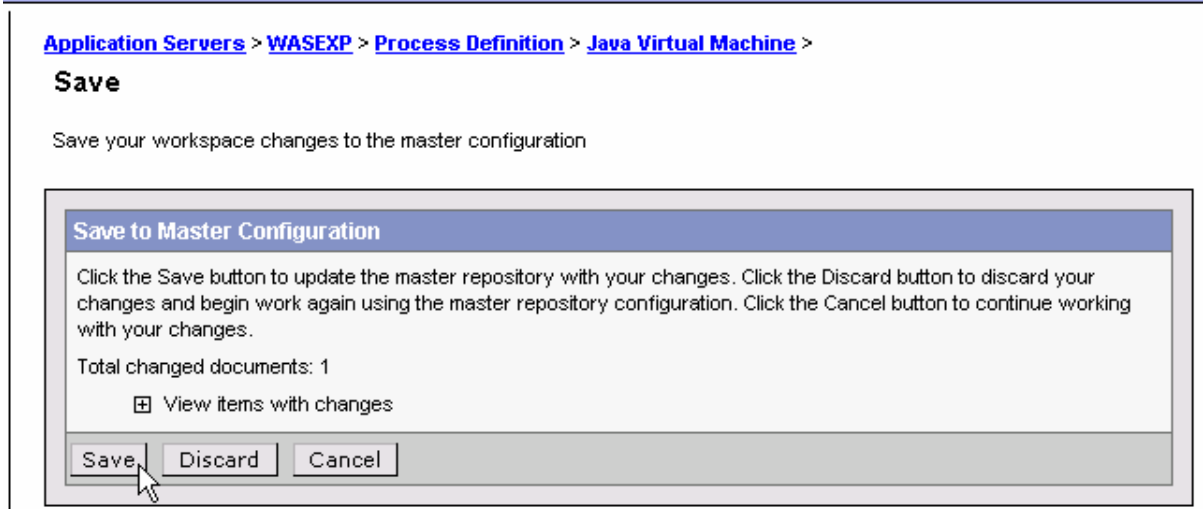 Application Servers > WASEXP > Process Definition > Java Virtual Machine >
Save
Save your workspace changes to the master configuration
Save to Master Configuration
Click the Save button to update the master repository with your changes. Click the Discard button to discard your
changes and begin work again using the master repository configuration. Click the Cancel button to continue working
with your changes.
Total changed documents: 1
View items with changes
Save Discard Cancel